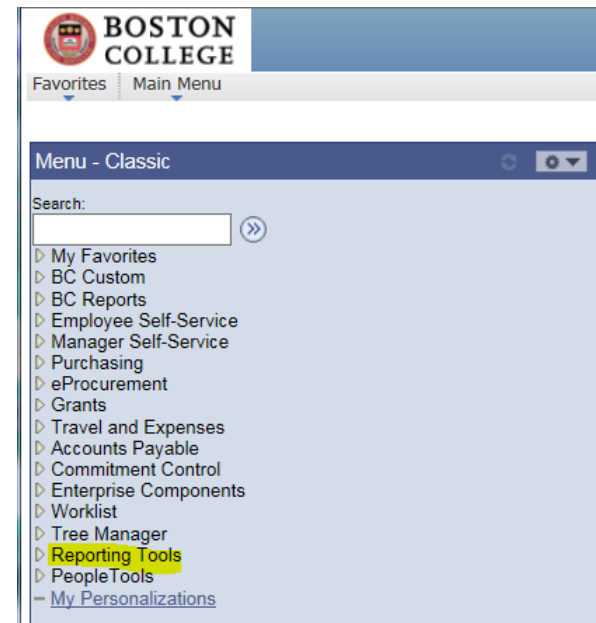 BOSTON
COLLEGE
Favorites Main Menu
Menu - Classic
Search:
My Favorites
BC Custom
BC Reports
Employee Self-Service
Manager Self-Service
Purchasing
eProcurement
Grants
Travel and Expenses
Accounts Payable
Commitment Control
Enterprise Components
Worklist
Tree Manager
Reporting Tools
PeopleTools
My Personalizations